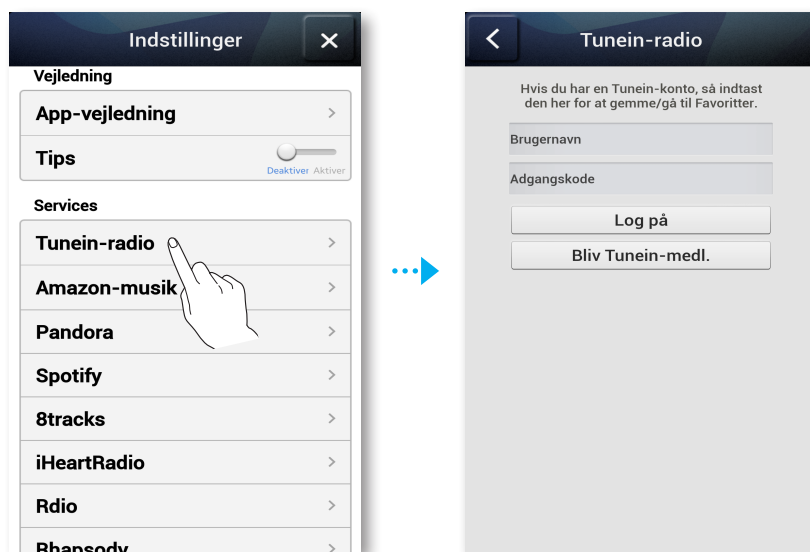 Indstillinger
Vejledning
App-vejledning
Tips
Deaktiver Aktiver
Services
Tunein-radio
Amazon-musik
Pandora
Spotify
8tracks
iHeartRadio
Rdio
Rhapsody
Tunein-radio
Hvis du har en Tunein-konto, så indtast
den her for at gemme/gå til Favoritter.
Brugernavn
Adgangskode
Log på
Bliv Tunein-medl.